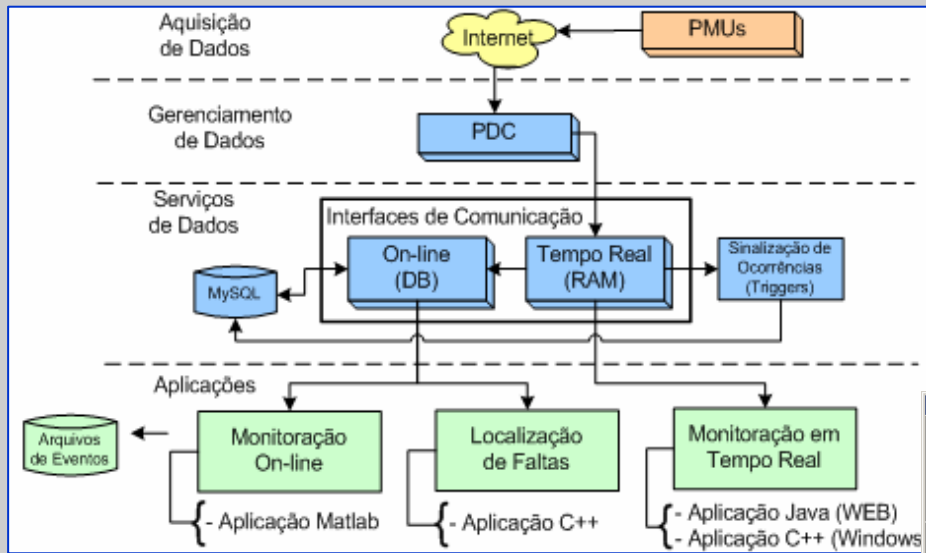 Aquisição
de Dados
Internet
PMUs
Gerenciamento
de Dados
PDC
Serviços
de Dados
Interfaces de Comunicação
On-line
(DB)
Tempo Real
(RAM)
Sinalização de
Ocorrências
(Triggers)
MySQL
Aplicações
Arquivos
de Eventos
Monitoração
On-line
Localização
de Faltas
Monitoração em
Tempo Real
- Aplicação Matlab
- Aplicação C++
- Aplicação Java (WEB)
- Aplicação C++ (Windows